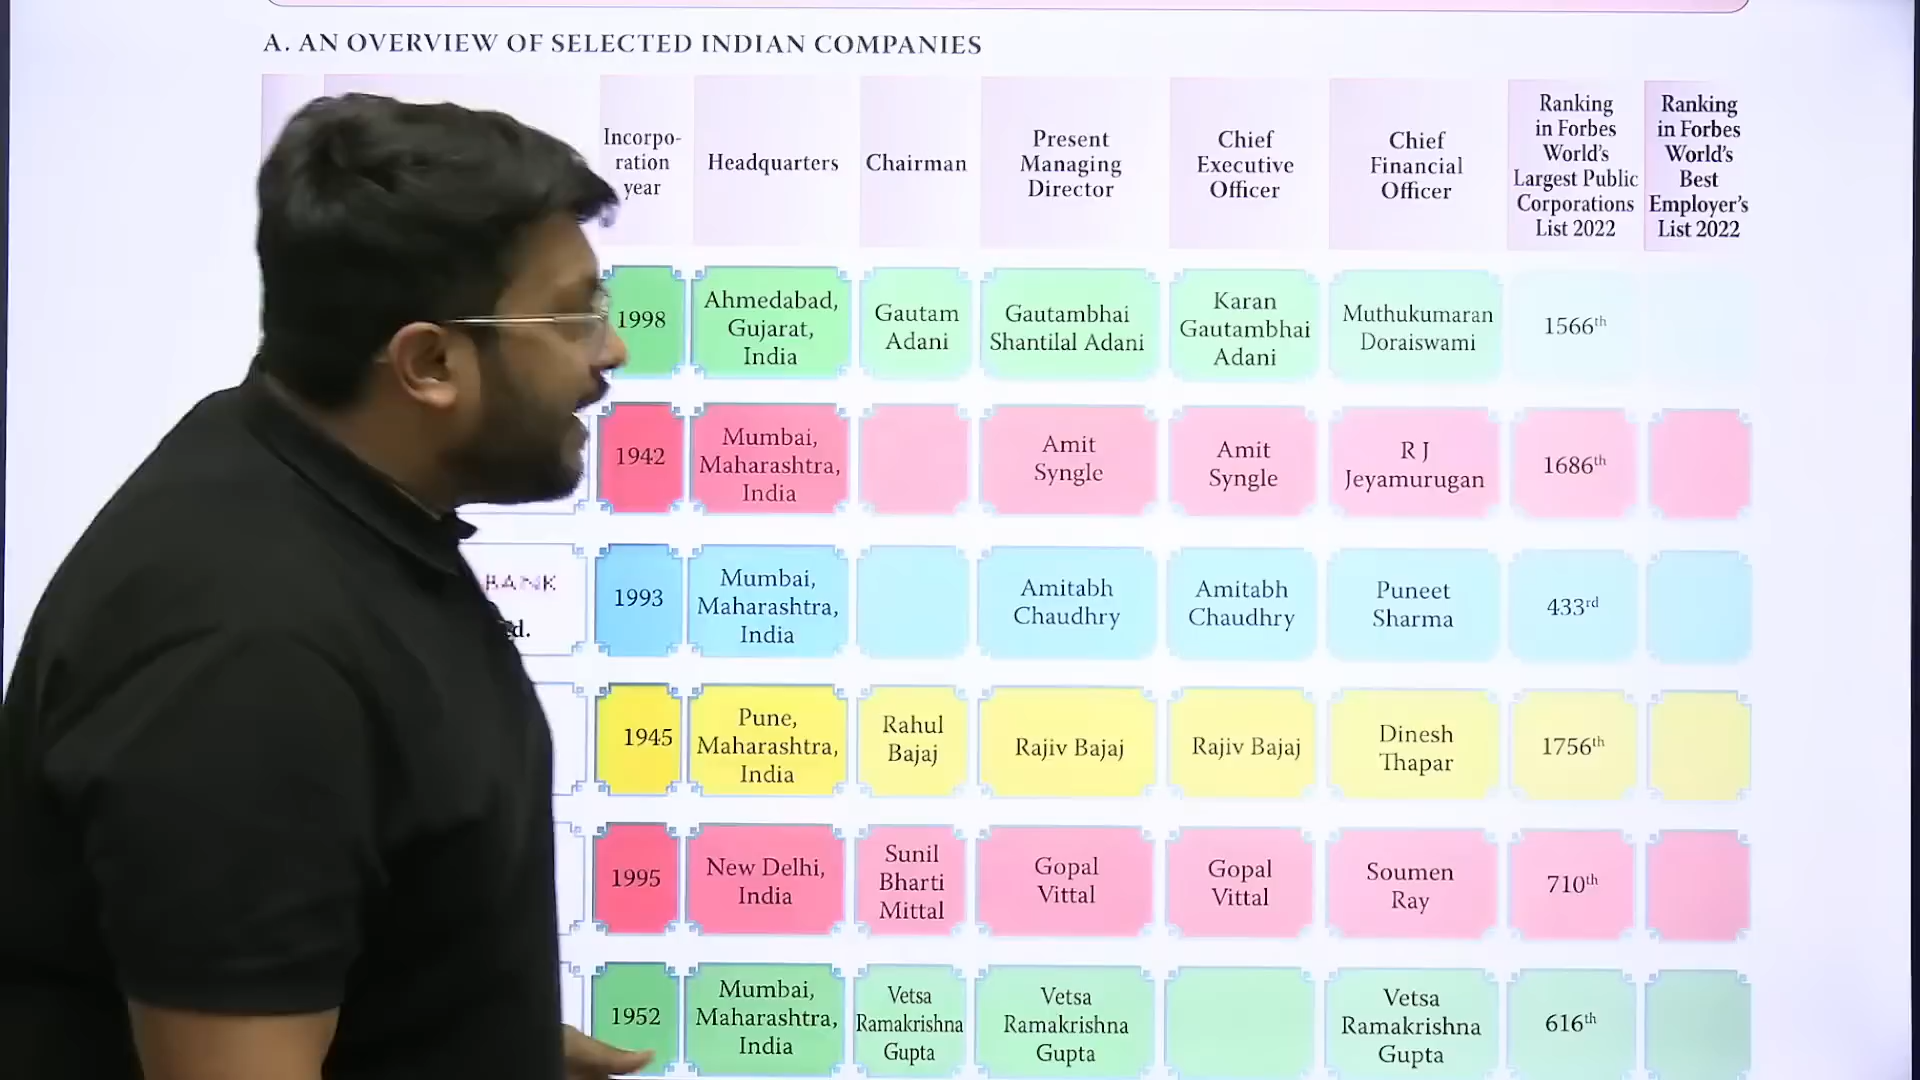 A. AN OVERVIEW OF SELECTED INDIAN COMPANIES
Incorpo-
ration
year
Headquarters
Chairman
Present
Managing
Director
Chief
Executive
Officer
Chief
Financial
Officer
Ranking
in Forbes
World's
Largest Public
Corporations
List 2022
Ranking
in Forbes
World's
Best
Employer's
List 2022
1998
Ahmedabad,
Gujarat,
India
Gautam
Adani
Gautambhai
Shantilal Adani
Karan
Gautambhai
Adani
Muthukumaran
Doraiswami
1566th
1942
Mumbai,
Maharashtra,
India
Amit
Syngle
Amit
Syngle
R J
Jeyamurugan
1686th
BANK
1993
Mumbai,
Maharashtra,
India
Amitabh
Chaudhry
Amitabh
Chaudhry
Puneet
Sharma
433rd
1945
Pune,
Maharashtra,
India
Rahul
Bajaj
Rajiv Bajaj
Rajiv Bajaj
Dinesh
Thapar
1756th
1995
New Delhi,
India
Sunil
Bharti
Mittal
Gopal
Vittal
Gopal
Vittal
Soumen
Ray
710th
1952
Mumbai,
Maharashtra,
India
Vetsa
Ramakrishna
Gupta
Vetsa
Ramakrishna
Gupta
Vetsa
Ramakrishna
Gupta
616th